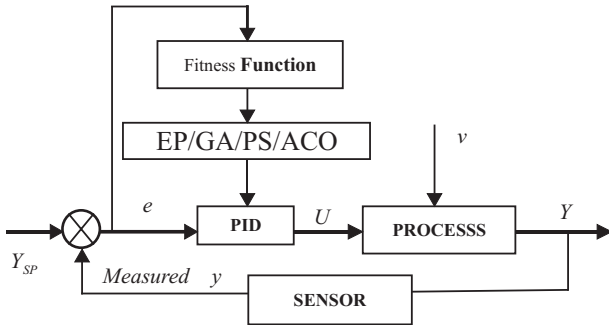 Fitness Function
EP/GA/PS/ACO
v
e
PID
U
PROCESSS
Y
Y_SP
Measured y
SENSOR